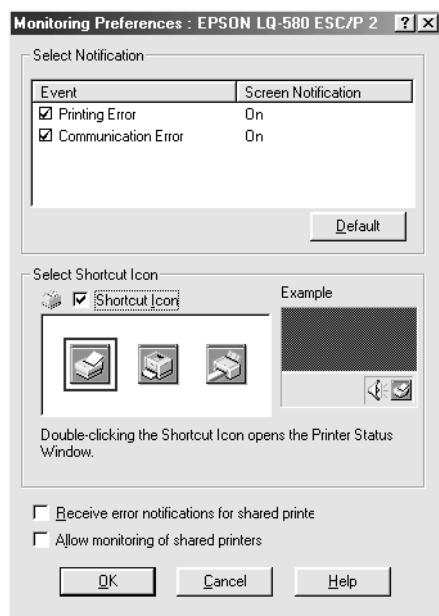 Monitoring Preferences : EPSON LQ-580 ESC/P 2
Select Notification
Event Screen Notification
Printing Error On
Communication Error On
Default
Select Shortcut Icon
Shortcut Icon
Example
Double-clicking the Shortcut Icon opens the Printer Status
Window.
Receive error notifications for shared printe
Allow monitoring of shared printers
OK Cancel Help